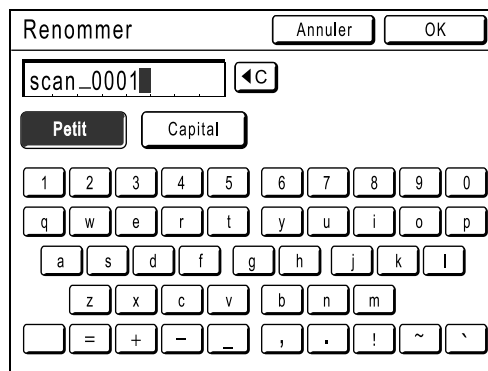 Renommer Annuler OK
scan_0001 C
Petit Capital
1 2 3 4 5 6 7 8 9 0
q w e r t y u i o p
a s d f g h j k l
z x c v b n m
= + − _ , . ! ~ `